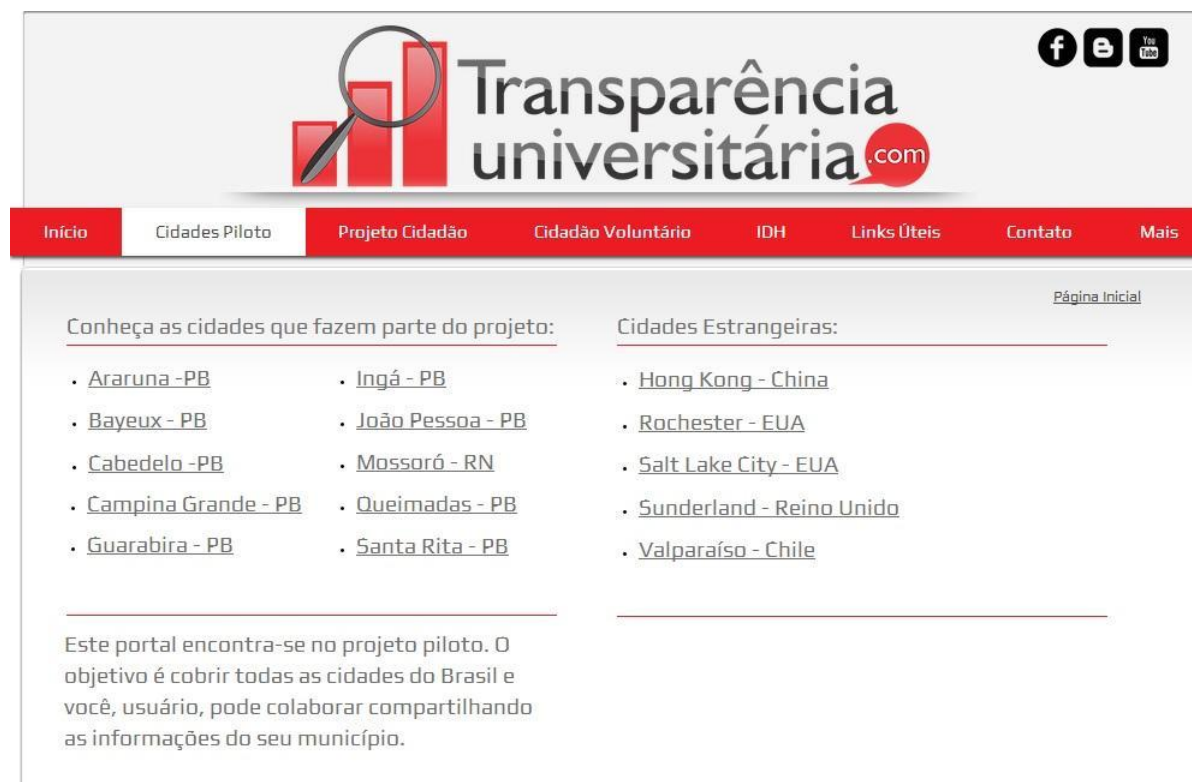 Transparência
universitária
.com
f
B
You
Tube
Início
Cidades Piloto
Projeto Cidadão
Cidadão Voluntário
IDH
Links Úteis
Contato
Mais
Página Inicial
Conheça as cidades que fazem parte do projeto:
Araruna -PB
Bayeux - PB
Cabedelo -PB
Campina Grande - PB
Guarabira - PB
Ingá - PB
João Pessoa - PB
Mossoró - RN
Queimadas - PB
Santa Rita - PB
Este portal encontra-se no projeto piloto. O
objetivo é cobrir todas as cidades do Brasil e
você, usuário, pode colaborar compartilhando
as informações do seu município.
Cidades Estrangeiras:
Hong Kong - China
Rochester - EUA
Salt Lake City - EUA
Sunderland - Reino Unido
Valparaíso - Chile